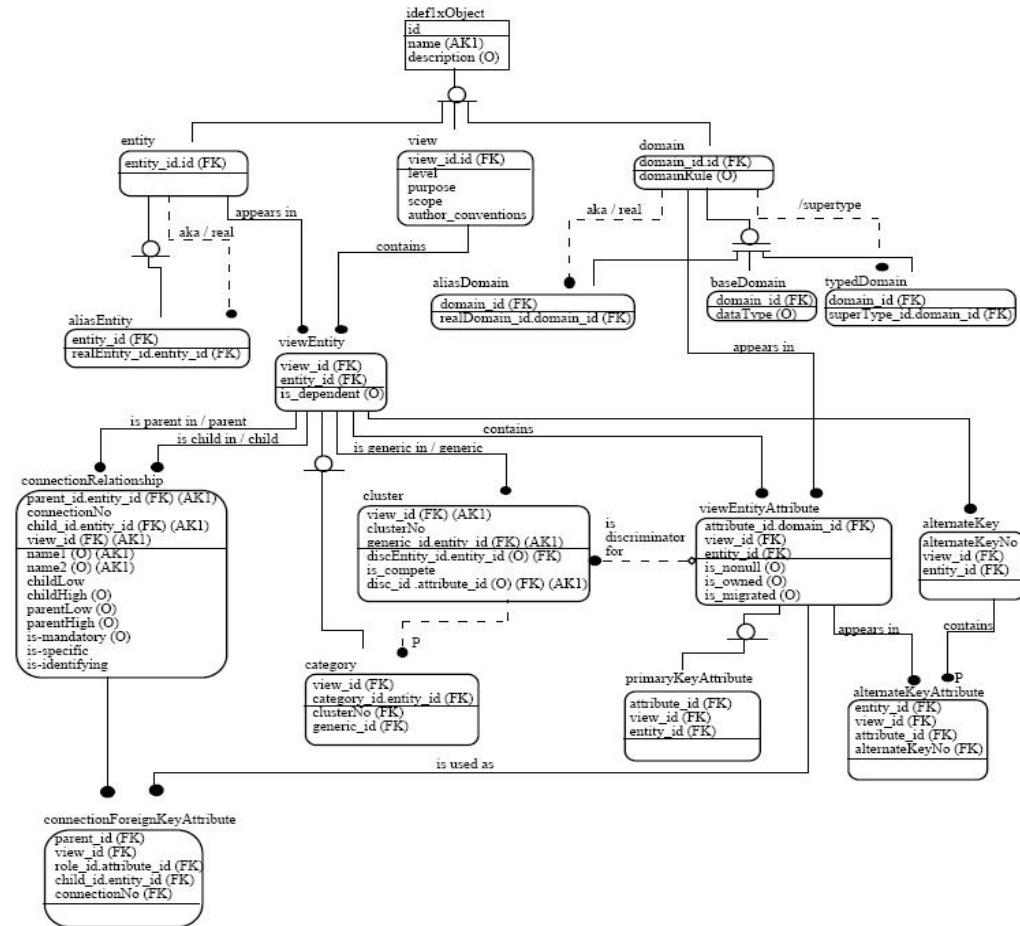 idef1xObject
id
name (AK1)
description (O)
entity
entity_id.id (FK)
view
view_id.id (FK)
level
purpose
scope
author_conventions
domain
domain_id.id (FK)
domainRule (O)
appears in
aka / real
contains
aka / real
/supertype
aliasEntity
entity_id (FK)
realEntity_id.entity_id (FK)
aliasDomain
domain_id (FK)
realDomain_id.domain_id (FK)
baseDomain
domain_id (FK)
dataType (O)
typedDomain
domain_id (FK)
superType_id.domain_id (FK)
viewEntity
view_id (FK)
entity_id (FK)
is_dependent (O)
appears in
is parent in / parent
is child in / child
is generic in / generic
contains
connectionRelationship
parent_id.entity_id (FK) (AK1)
connectionNo
child_id.entity_id (FK) (AK1)
view_id (FK) (AK1)
name1 (O) (AK1)
name2 (O) (AK1)
childLow
childHigh (O)
parentLow (O)
parentHigh (O)
is-mandatory (O)
is-specific
is-identifying
cluster
view_id (FK) (AK1)
clusterNo
generic_id.entity_id (FK) (AK1)
discEntity_id.entity_id (O) (FK)
is_compete
disc_id .attribute_id (O) (FK) (AK1)
is
discriminator
for
viewEntityAttribute
attribute_id.domain_id (FK)
view_id (FK)
entity_id (FK)
is_nonull (O)
is_owned (O)
is_migrated (O)
alternateKey
alternateKeyNo
view_id (FK)
entity_id (FK)
P
appears in
contains
P
category
view_id (FK)
category_id.entity_id (FK)
clusterNo (FK)
generic_id (FK)
primaryKeyAttribute
attribute_id (FK)
view_id (FK)
entity_id (FK)
alternateKeyAttribute
entity_id (FK)
view_id (FK)
attribute_id (FK)
alternateKeyNo (FK)
is used as
connectionForeignKeyAttribute
parent_id (FK)
view_id (FK)
role_id.attribute_id (FK)
child_id.entity_id (FK)
connectionNo (FK)